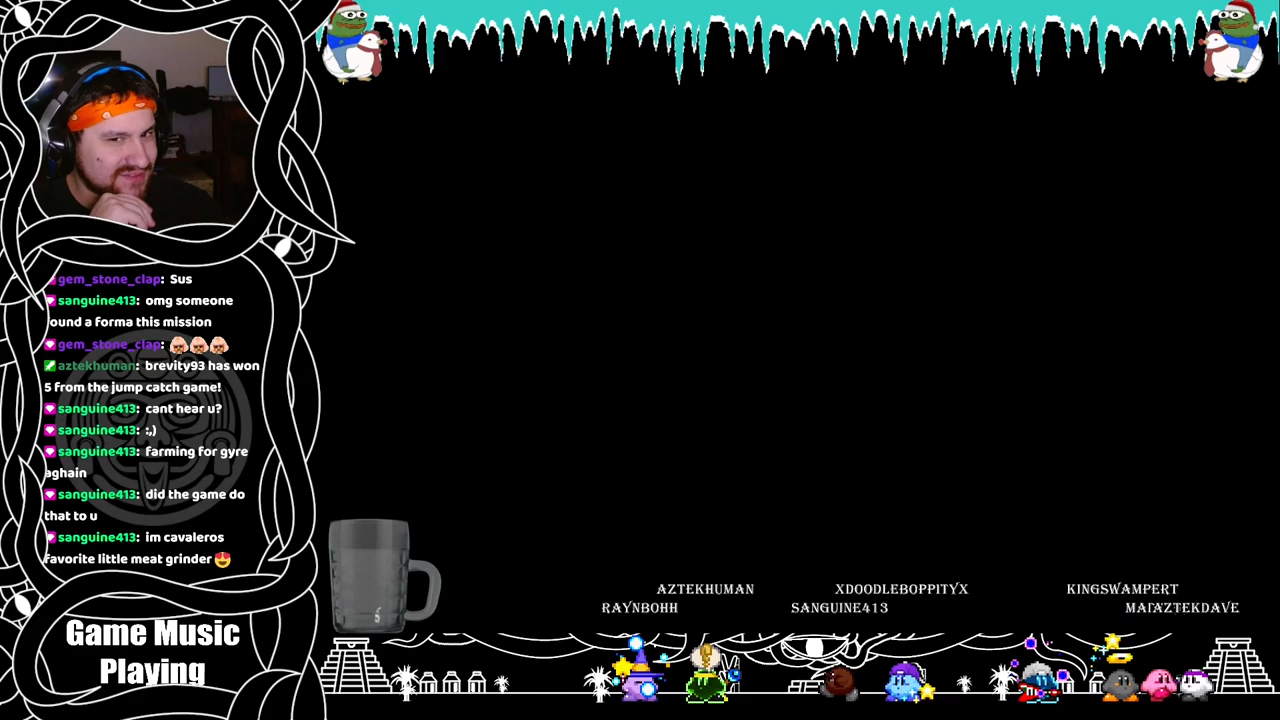 gem_stone_clap: Sus
sanguine413: omg someone
ound a forma this mission
gem_stone_clap:
aztekhuman: brevity93 has won
5 from the jump catch game!
sanguine413: cant hear u?
sanguine413: :,)
sanguine413: farming for gyre
aghain
sanguine413: did the game do
that to u
sanguine413: im cavaleros
favorite little meat grinder
Game Music
Playing
AZTEKHUMAN XDOODLEBOPPITYX KINGSWAMPERT
RAYNBOHH SANGUINE413